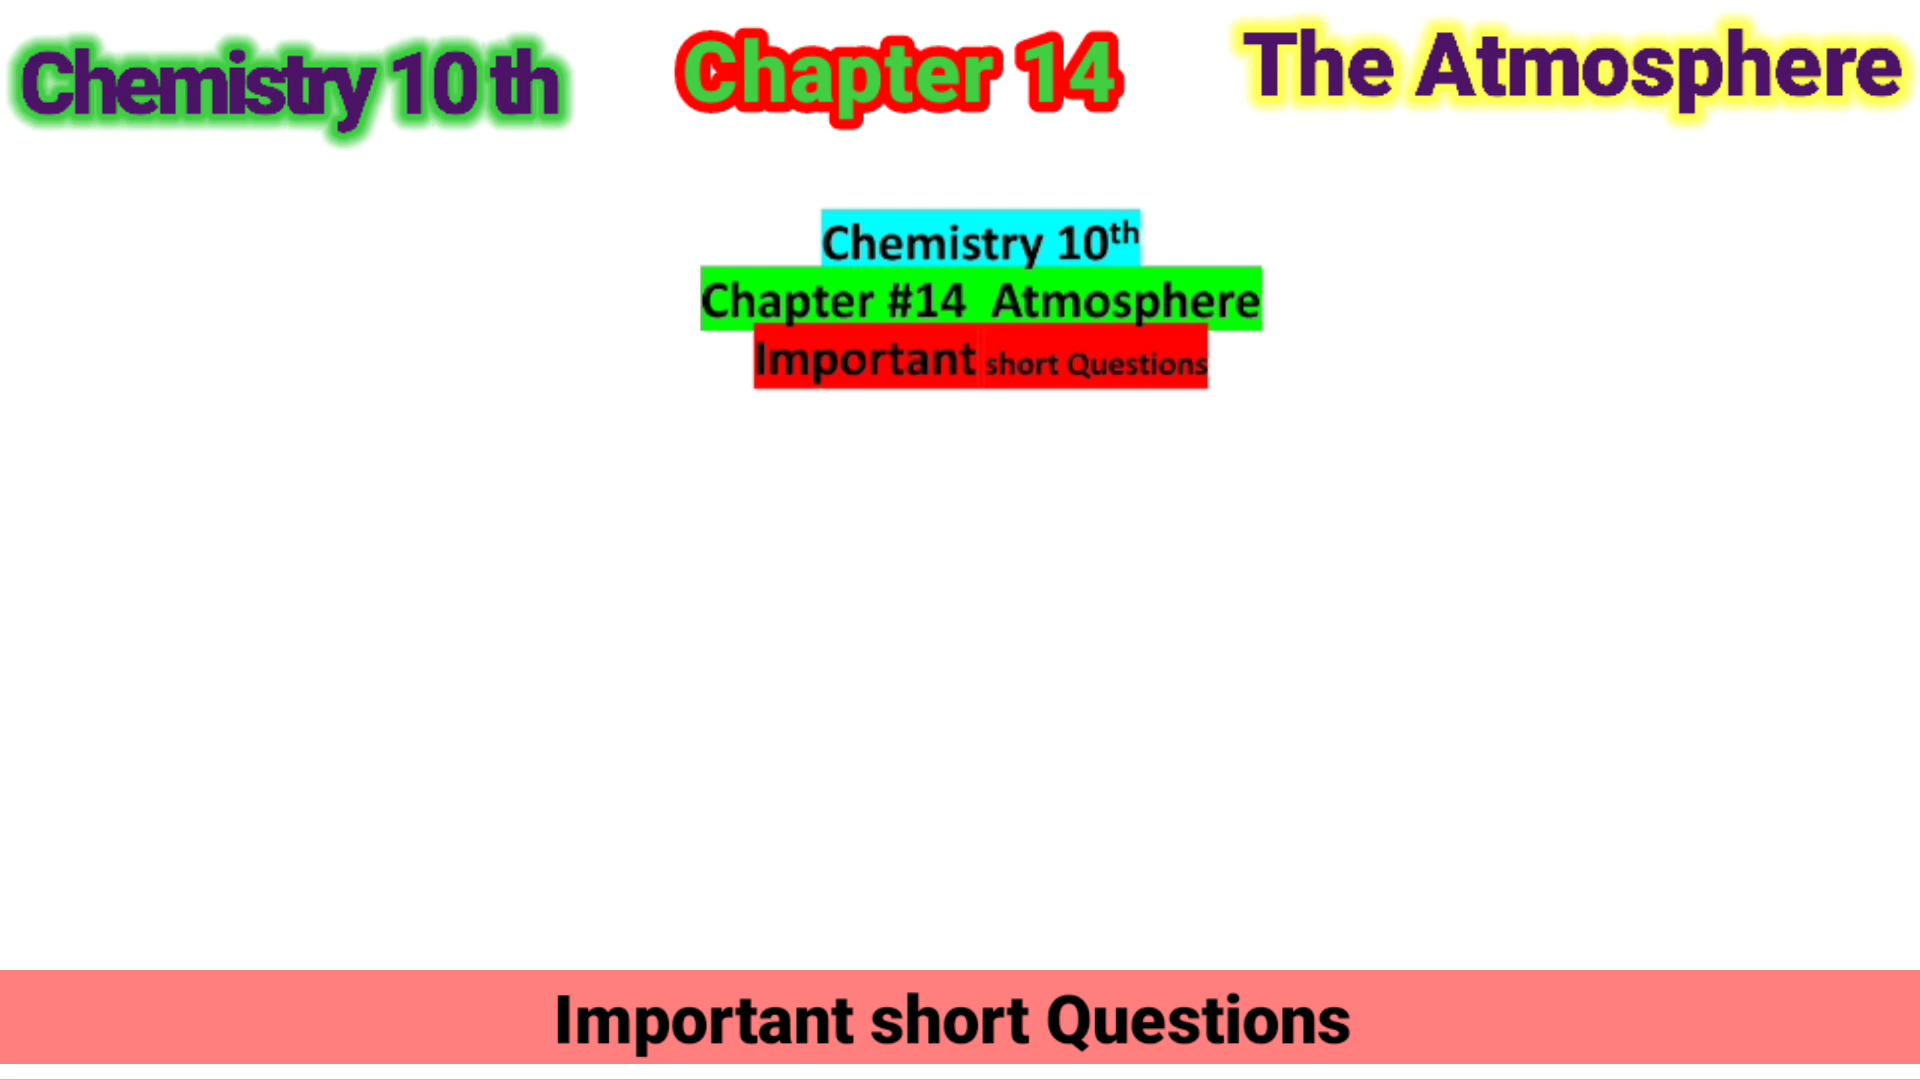 Chemistry 10 th Chapter 14 The Atmosphere
Chemistry 10th
Chapter #14 Atmosphere
Important short Questions
Important short Questions